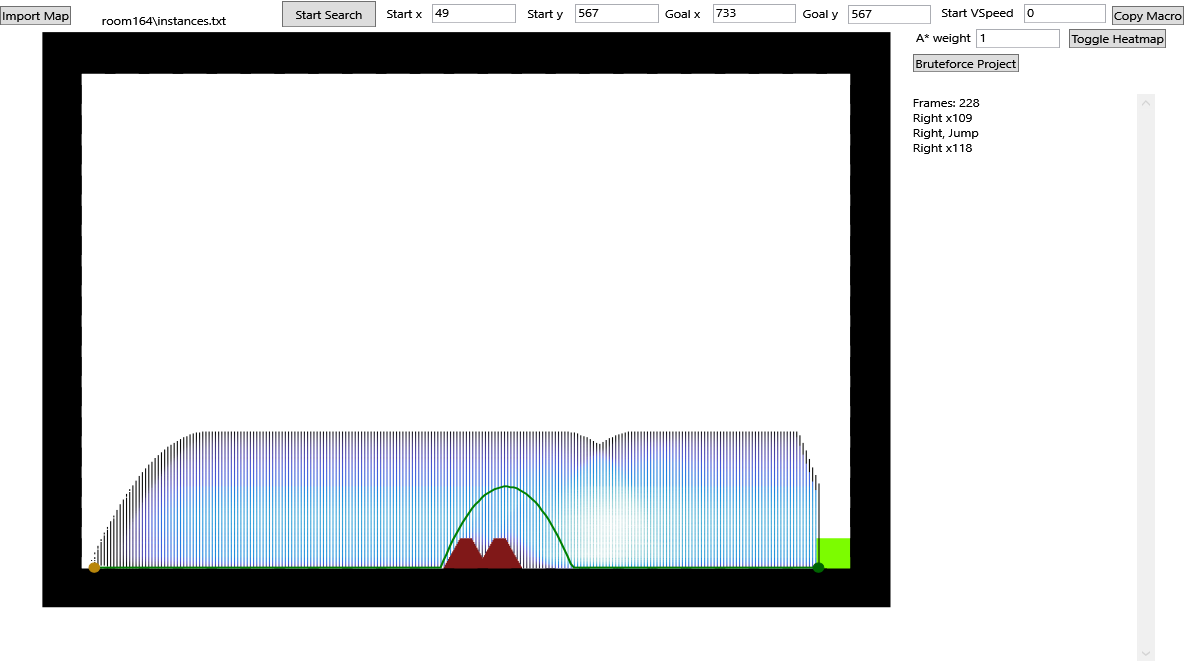 Import Map
room164\instances.txt
Start Search
Start x 49
Start y 567
Goal x 733
Goal y 567
Start VSpeed 0
Copy Macro
A* weight 1
Toggle Heatmap
Bruteforce Project
Frames: 228
Right x109
Right, Jump
Right x118